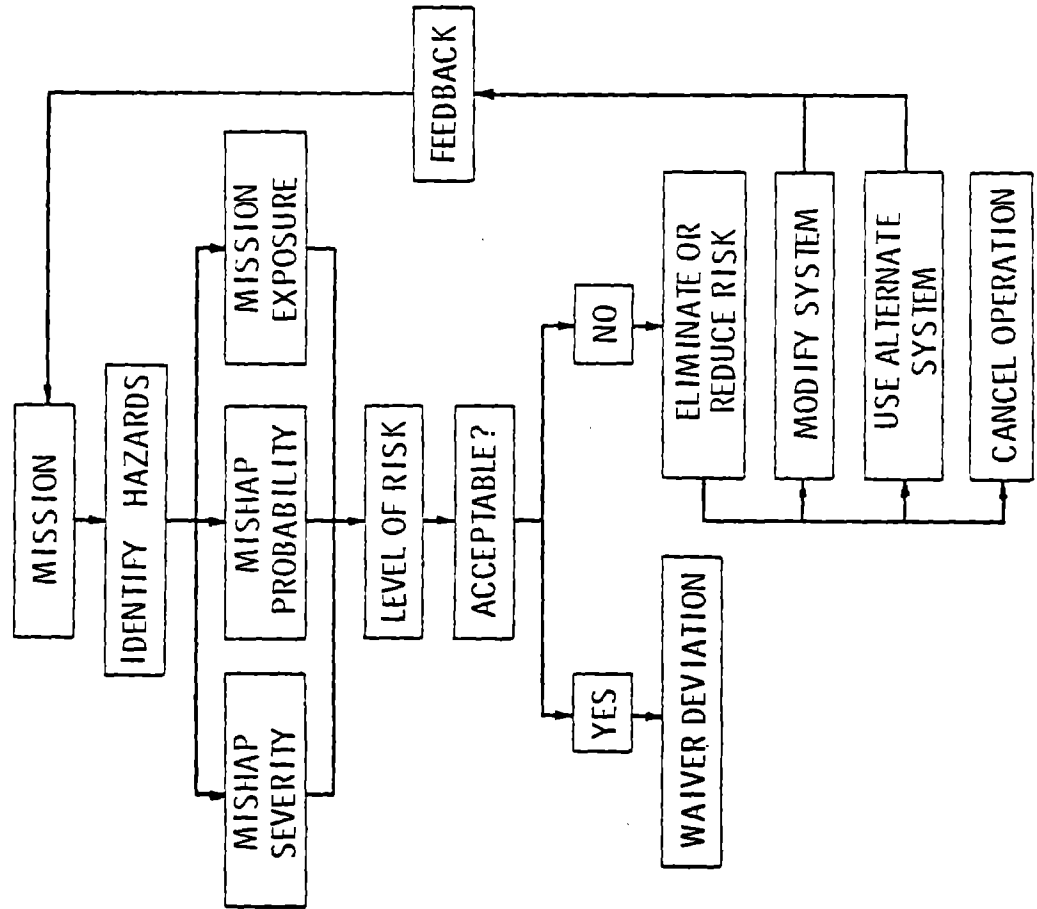 MISSION
IDENTIFY HAZARDS
MISHAP
SEVERITY
MISHAP
PROBABILITY
MISSION
EXPOSURE
LEVEL OF RISK
ACCEPTABLE?
YES
NO
WAIVER DEVIATION
ELIMINATE OR
REDUCE RISK
MODIFY SYSTEM
USE ALTERNATE
SYSTEM
CANCEL OPERATION
FEEDBACK